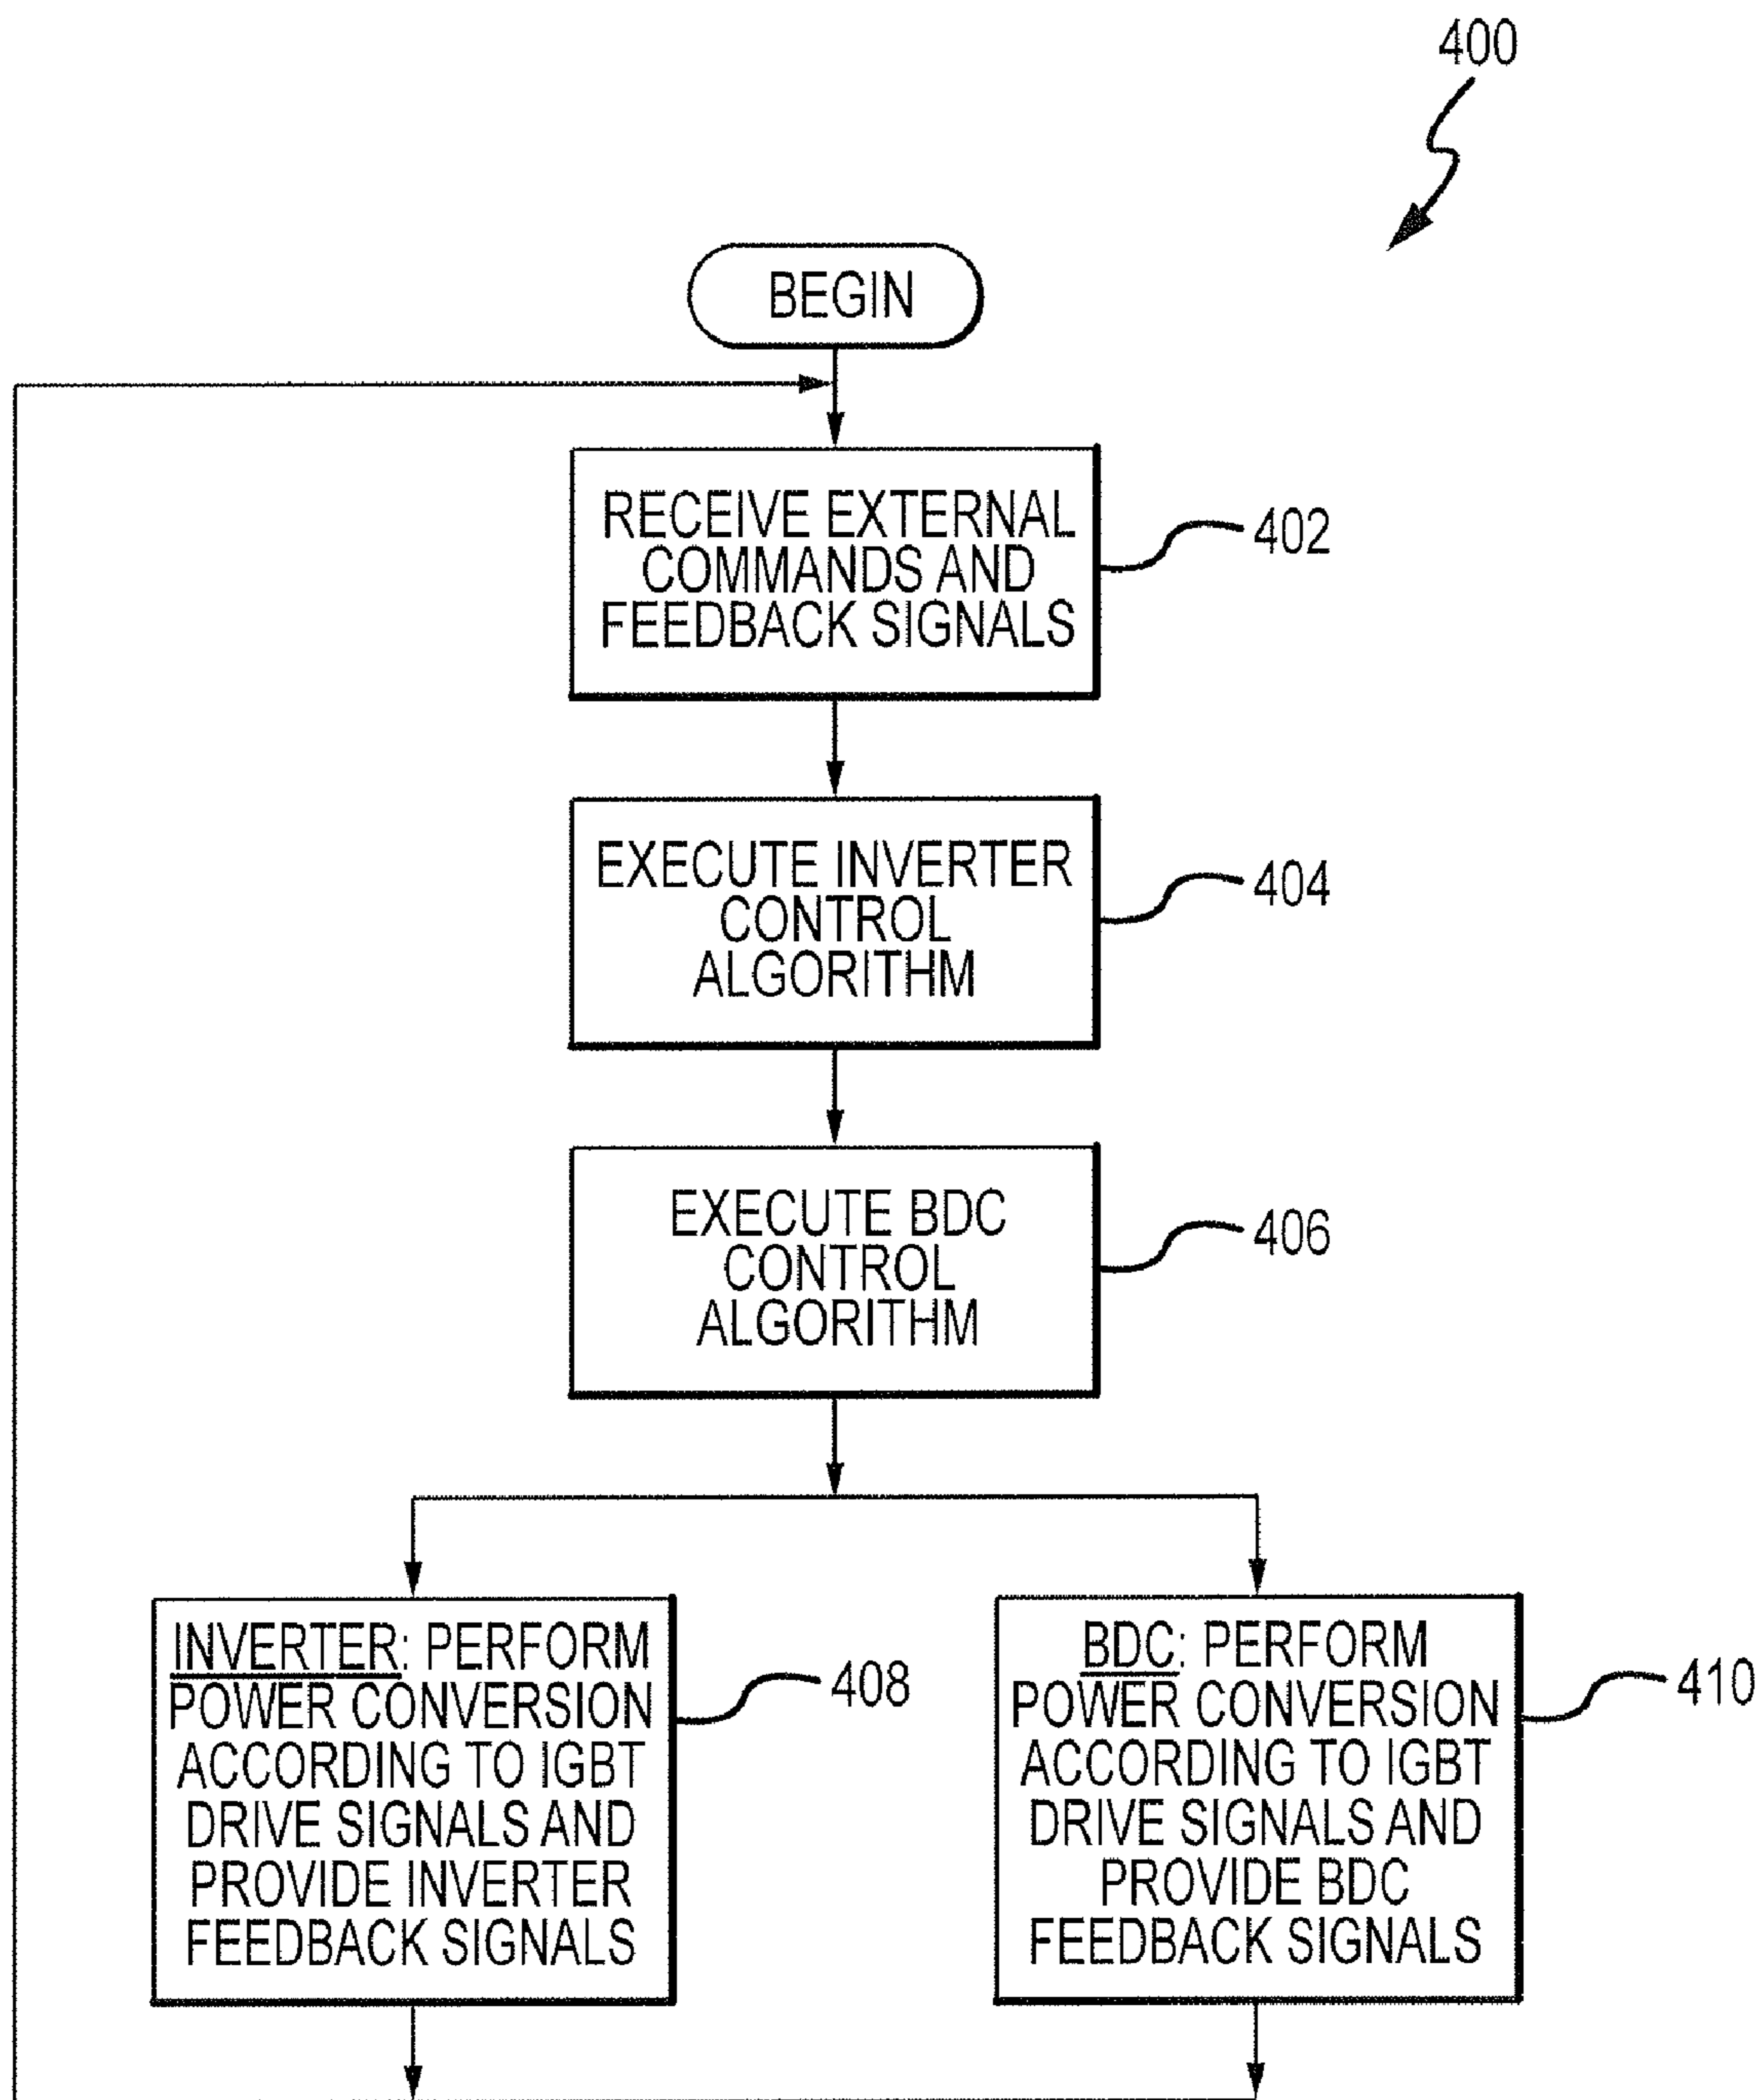 400
BEGIN
RECEIVE EXTERNAL
COMMANDS AND
FEEDBACK SIGNALS
402
EXECUTE INVERTER
CONTROL
ALGORITHM
404
EXECUTE BDC
CONTROL
ALGORITHM
406
INVERTER: PERFORM
POWER CONVERSION
ACCORDING TO IGBT
DRIVE SIGNALS AND
PROVIDE INVERTER
FEEDBACK SIGNALS
408
BDC: PERFORM
POWER CONVERSION
ACCORDING TO IGBT
DRIVE SIGNALS AND
PROVIDE BDC
FEEDBACK SIGNALS
410